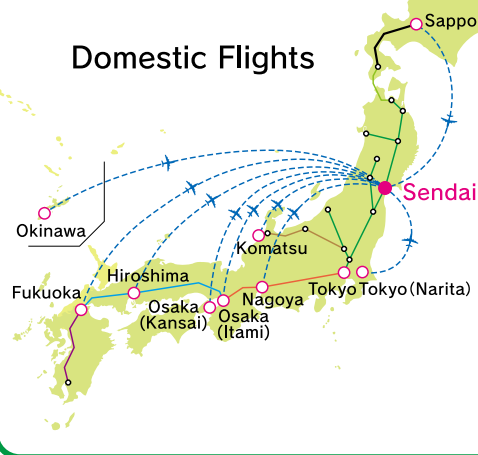 Sappo
Domestic Flights
Sendai
Okinawa
Komatsu
Hiroshima
Fukuoka
Osaka
(Kansai)
Osaka
(Itami)
Nagoya
Tokyo
Tokyo(Narita)